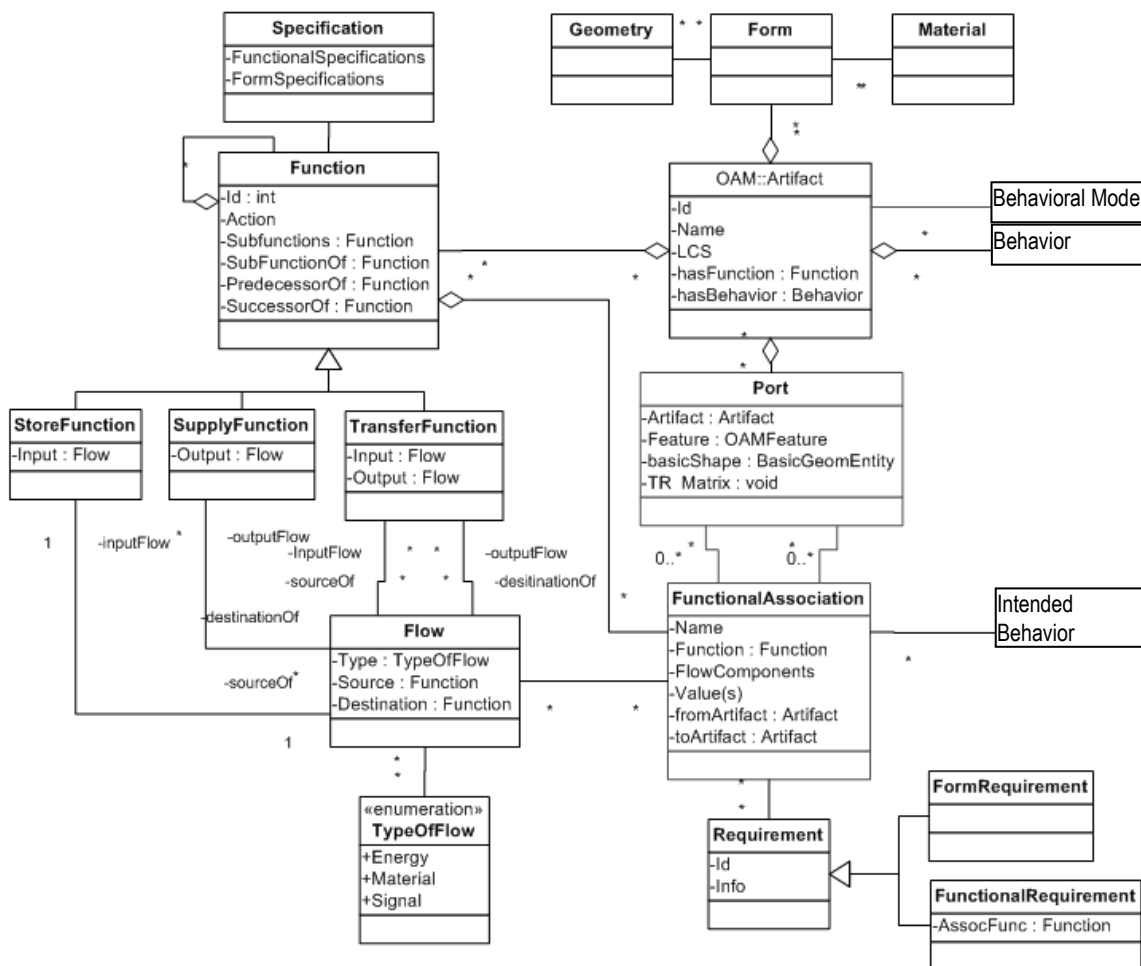 Specification
-FunctionalSpecifications
-FormSpecifications
Geometry
* *
Form
Material
**
*
Function
-Id : int
-Action
-Subfunctions : Function
-SubFunctionOf : Function
-PredecessorOf : Function
-SuccessorOf : Function
*
*
OAM::Artifact
-Id
-Name
-LCS
-hasFunction : Function
-hasBehavior : Behavior
*
*
*
*
*
Behavioral Mode
Behavior
*
*
*
*
Port
-Artifact : Artifact
-Feature : OAMFeature
-basicShape : BasicGeomEntity
-TR_Matrix : void
StoreFunction
-Input : Flow
SupplyFunction
-Output : Flow
TransferFunction
-Input : Flow
-Output : Flow
1
-inputFlow
*
-outputFlow
-InputFlow
-sourceOf
* *
* *
-outputFlow
-desitinationOf
*
0..*
*
0..*
-destinationOf
-sourceOf
*
1
Flow
-Type : TypeOfFlow
-Source : Function
-Destination : Function
*
*
*
FunctionalAssociation
-Name
-Function : Function
-FlowComponents
-Value(s)
-fromArtifact : Artifact
-toArtifact : Artifact
*
Intended
Behavior
*
*
«enumeration»
TypeOfFlow
+Energy
+Material
+Signal
*
*
Requirement
-Id
-Info
FormRequirement
FunctionalRequirement
-AssocFunc : Function